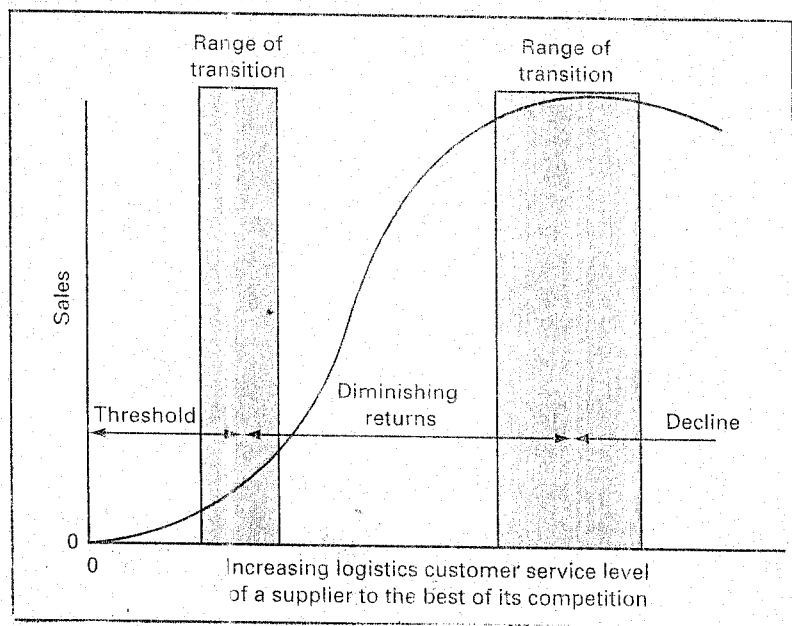 Range of
transition
Range of
transition
Sales
Threshold
Diminishing
returns
Decline
0
0
Increasing logistics customer service level
of a supplier to the best of its competition